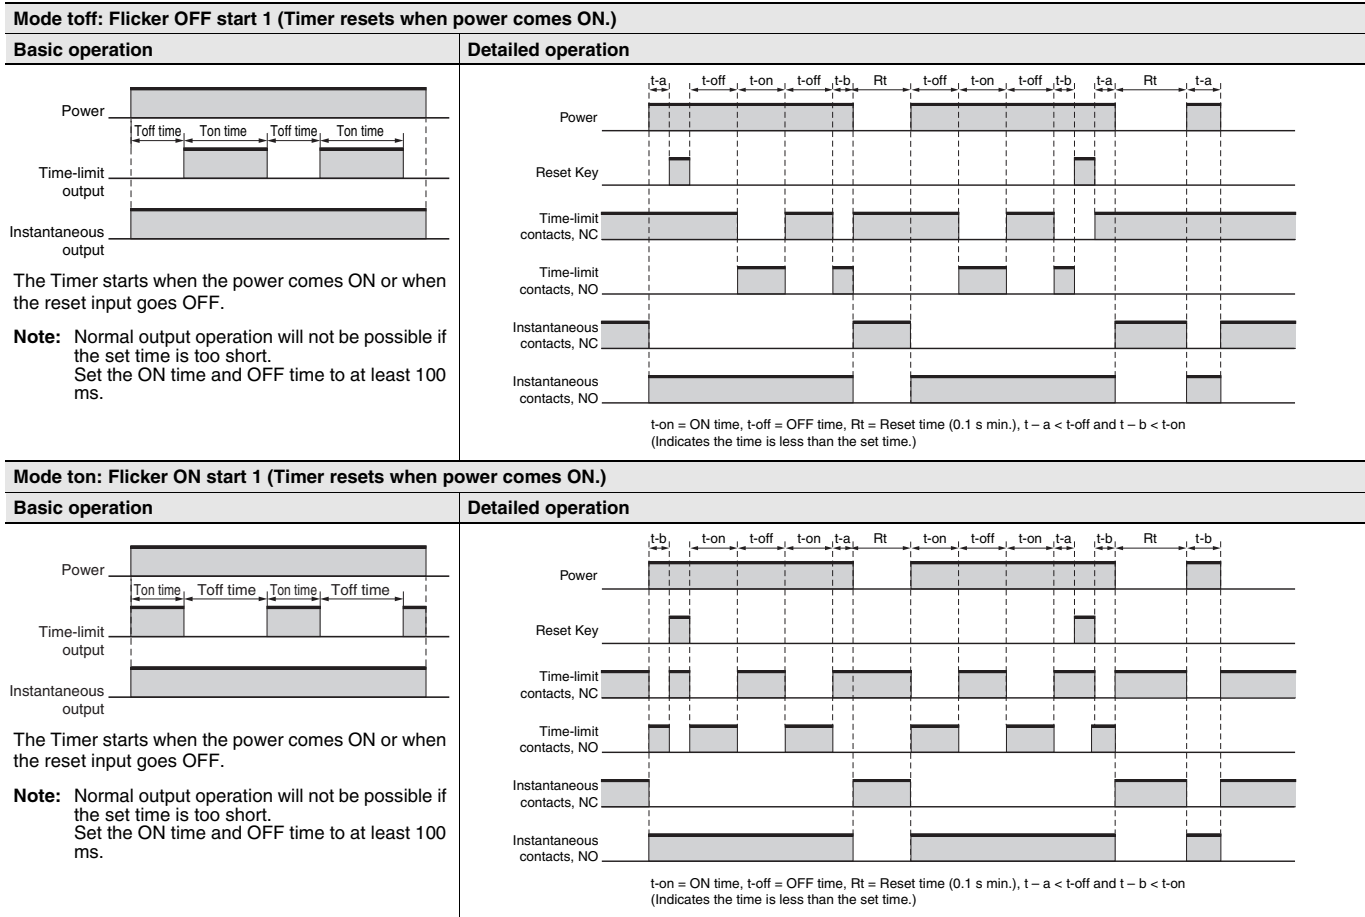 Mode toff: Flicker OFF start 1 (Timer resets when power comes ON.)
Basic operation
Detailed operation
Power
Toff time
Ton time
Toff time
Ton time
Time-limit
output
Instantaneous
output
The Timer starts when the power comes ON or when
the reset input goes OFF.
Note: Normal output operation will not be possible if
the set time is too short.
Set the ON time and OFF time to at least 100
ms.
t-a t-off t-on t-off t-b Rt t-off t-on t-off t-b t-a Rt t-a
Power
Reset Key
Time-limit
contacts, NC
Time-limit
contacts, NO
Instantaneous
contacts, NC
Instantaneous
contacts, NO
t-on = ON time, t-off = OFF time, Rt = Reset time (0.1 s min.), t – a < t-off and t – b < t-on
(Indicates the time is less than the set time.)
Mode ton: Flicker ON start 1 (Timer resets when power comes ON.)
Basic operation
Detailed operation
Power
Ton time
Toff time
Ton time
Toff time
Time-limit
output
Instantaneous
output
The Timer starts when the power comes ON or when
the reset input goes OFF.
Note: Normal output operation will not be possible if
the set time is too short.
Set the ON time and OFF time to at least 100
ms.
t-b t-on t-off t-on t-a Rt t-on t-off t-on t-a t-b Rt t-b
Power
Reset Key
Time-limit
contacts, NC
Time-limit
contacts, NO
Instantaneous
contacts, NC
Instantaneous
contacts, NO
t-on = ON time, t-off = OFF time, Rt = Reset time (0.1 s min.), t – a < t-off and t – b < t-on
(Indicates the time is less than the set time.)